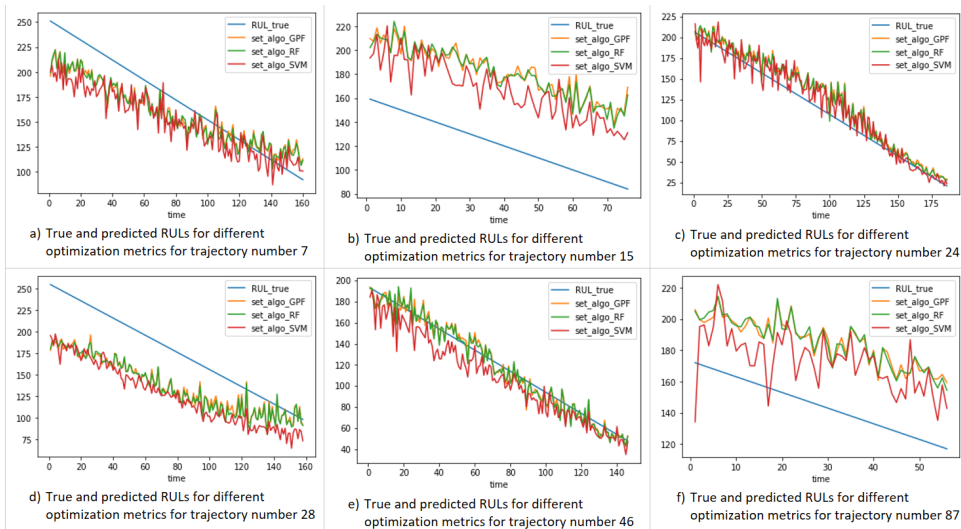 250
225
200
175
150
125
100
0 20 40 60 80 100 120 140 160
time
RUL_true
set_algo_GPF
set_algo_RF
set_algo_SVM
a) True and predicted RULs for different
optimization metrics for trajectory number 7
220
200
180
160
140
120
100
80
0 10 20 30 40 50 60 70
time
RUL_true
set_algo_GPF
set_algo_RF
set_algo_SVM
b) True and predicted RULs for different
optimization metrics for trajectory number 15
225
200
175
150
125
100
75
50
25
0 25 50 75 100 125 150 175
time
RUL_true
set_algo_GPF
set_algo_RF
set_algo_SVM
c) True and predicted RULs for different
optimization metrics for trajectory number 24
250
225
200
175
150
125
100
75
0 20 40 60 80 100 120 140 160
time
RUL_true
set_algo_GPF
set_algo_RF
set_algo_SVM
d) True and predicted RULs for different
optimization metrics for trajectory number 28
200
180
160
140
120
100
80
60
40
0 20 40 60 80 100 120 140
time
RUL_true
set_algo_GPF
set_algo_RF
set_algo_SVM
e) True and predicted RULs for different
optimization metrics for trajectory number 46
220
200
180
160
140
120
0 10 20 30 40 50
time
RUL_true
set_algo_GPF
set_algo_RF
set_algo_SVM
f) True and predicted RULs for different
optimization metrics for trajectory number 87